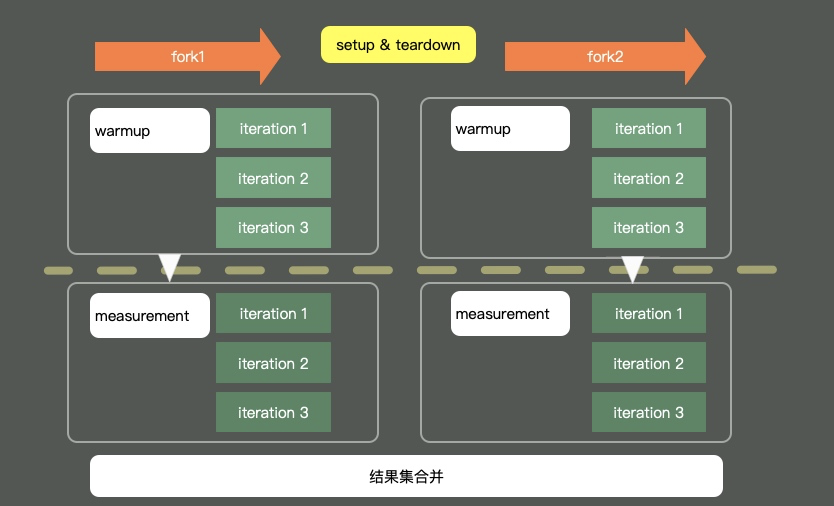 fork1
setup & teardown
fork2
warmup
iteration 1
iteration 2
iteration 3
warmup
iteration 1
iteration 2
iteration 3
measurement
iteration 1
iteration 2
iteration 3
measurement
iteration 1
iteration 2
iteration 3
结果集合并